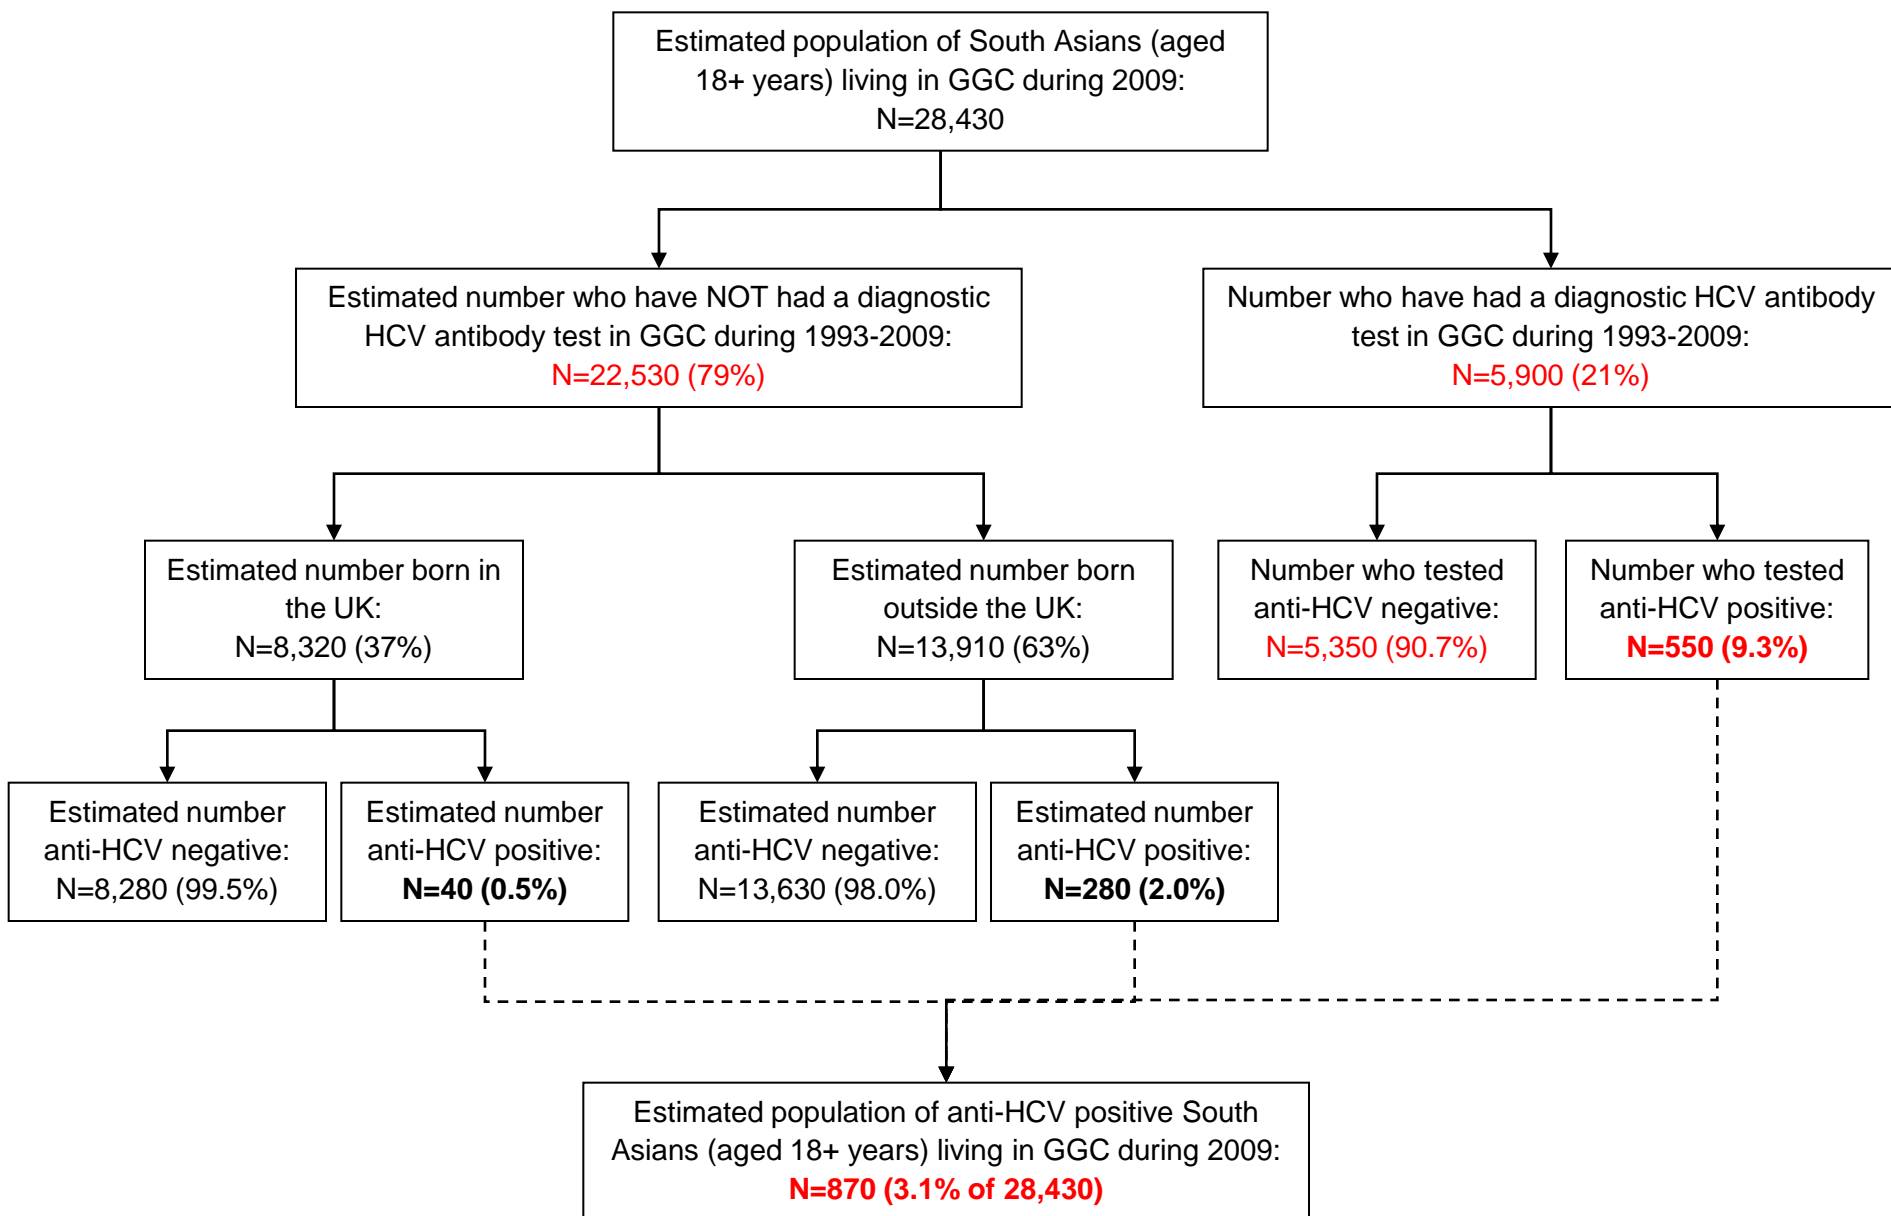 Estimated population of South Asians (aged
18+ years) living in GGC during 2009:
N=28,430
Estimated number who have NOT had a diagnostic
HCV antibody test in GGC during 1993-2009:
N=22,530 (79%)
Number who have had a diagnostic HCV antibody
test in GGC during 1993-2009:
N=5,900 (21%)
Estimated number born in
the UK:
N=8,320 (37%)
Estimated number born
outside the UK:
N=13,910 (63%)
Number who tested
anti-HCV negative:
N=5,350 (90.7%)
Number who tested
anti-HCV positive:
N=550 (9.3%)
Estimated number
anti-HCV negative:
N=8,280 (99.5%)
Estimated number
anti-HCV positive:
N=40 (0.5%)
Estimated number
anti-HCV negative:
N=13,630 (98.0%)
Estimated number
anti-HCV positive:
N=280 (2.0%)
Estimated population of anti-HCV positive South
Asians (aged 18+ years) living in GGC during 2009:
N=870 (3.1% of 28,430)